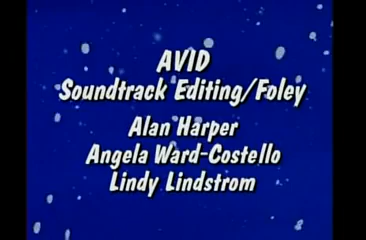 AVID
Soundtrack Editing/Foley
Alan Harper
Angela Ward-Costello
Lindy Lindstrom